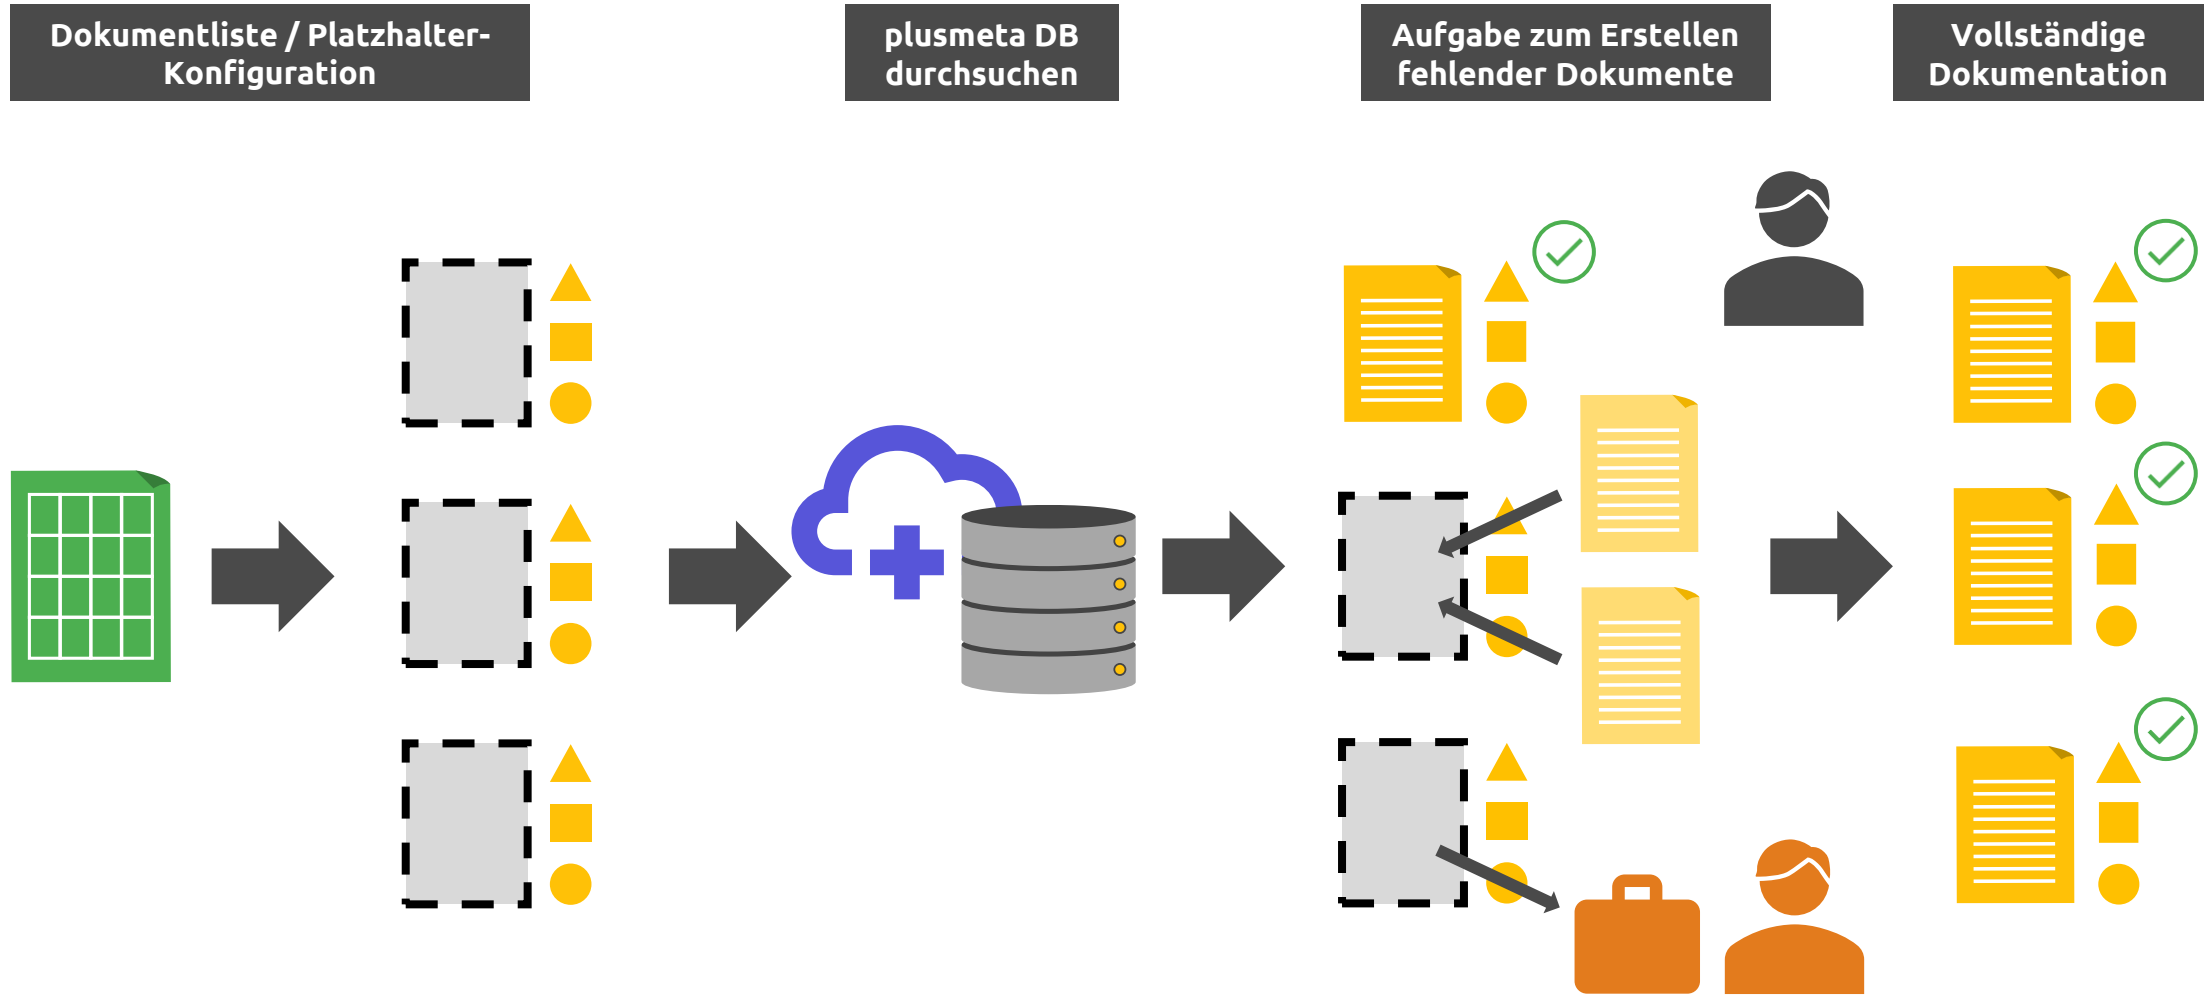 Dokumentliste / Platzhalter-
Konfiguration
plusmeta DB
durchsuchen
Aufgabe zum Erstellen
fehlender Dokumente
Vollständige
Dokumentation